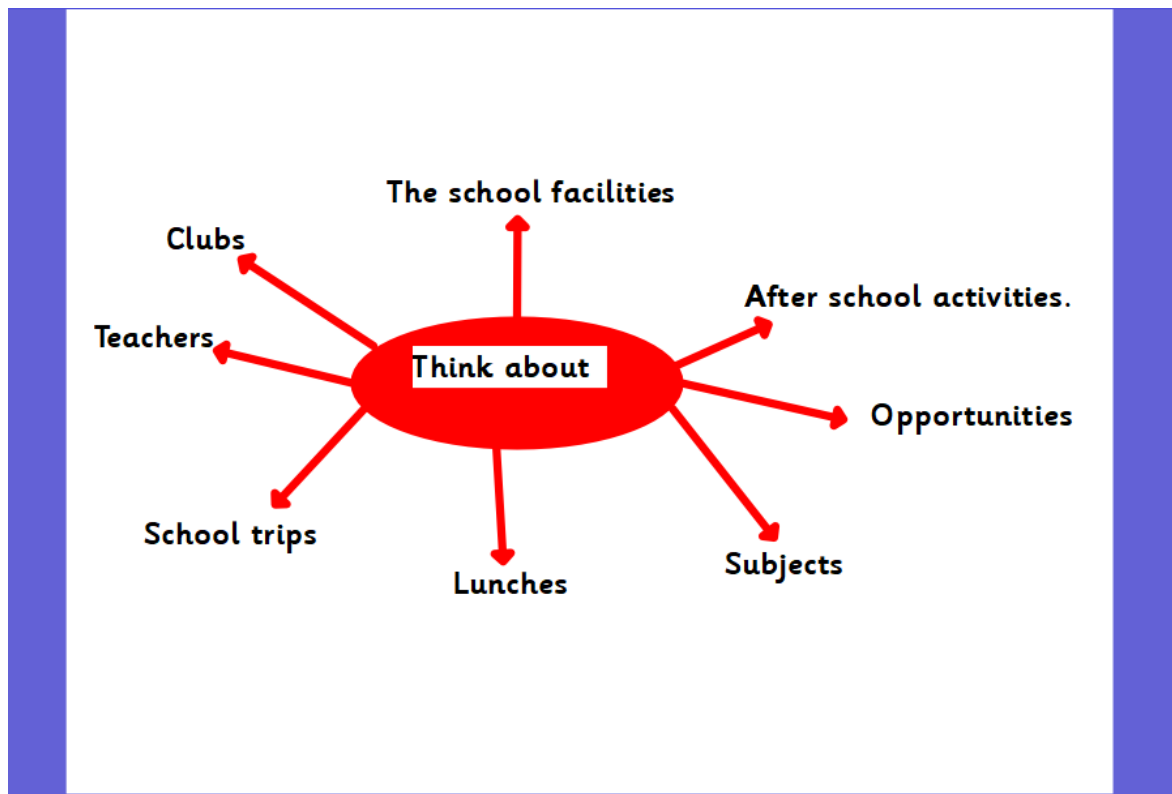 The school facilities
Clubs
After school activities.
Teachers
Think about
Opportunities
School trips
Subjects
Lunches